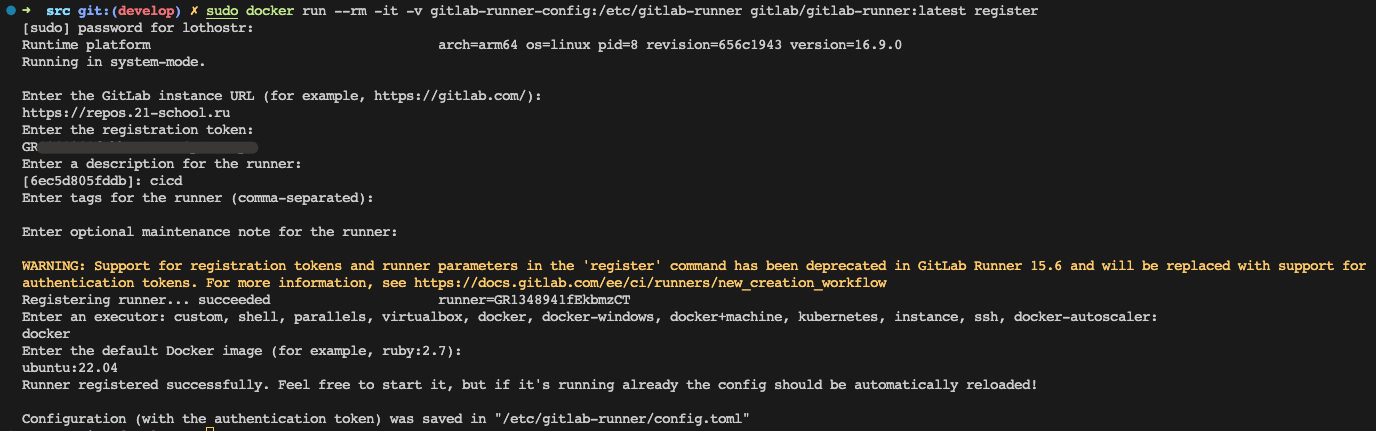 → src git:(develop) ✗ sudo docker run --rm -it -v gitlab-runner-config:/etc/gitlab-runner gitlab/gitlab-runner:latest register
[sudo] password for lothostr:
Runtime platform arch=arm64 os=linux pid=8 revision=656c1943 version=16.9.0
Running in system-mode.
Enter the GitLab instance URL (for example, https://gitlab.com/):
https://repos.21-school.ru
Enter the registration token:
GR
Enter a description for the runner:
[6ec5d805fddb]: cicd
Enter tags for the runner (comma-separated):
Enter optional maintenance note for the runner:
WARNING: Support for registration tokens and runner parameters in the 'register' command has been deprecated in GitLab Runner 15.6 and will be replaced with support for
authentication tokens. For more information, see https://docs.gitlab.com/ee/ci/runners/new_creation_workflow
Registering runner... succeeded runner=GR1348941fEkbmzCT
Enter an executor: custom, shell, parallels, virtualbox, docker, docker-windows, docker+machine, kubernetes, instance, ssh, docker-autoscaler:
docker
Enter the default Docker image (for example, ruby:2.7):
ubuntu:22.04
Runner registered successfully. Feel free to start it, but if it's running already the config should be automatically reloaded!
Configuration (with the authentication token) was saved in "/etc/gitlab-runner/config.toml"